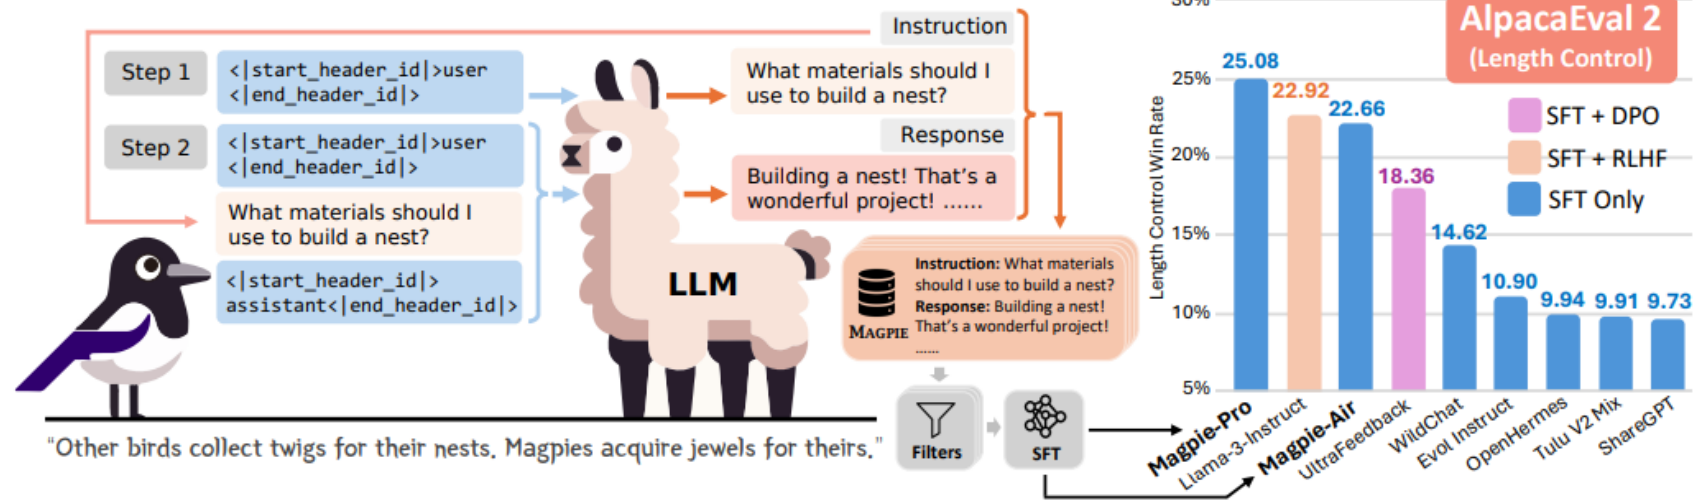 Instruction
Step 1
<|start_header_id|>user
<|end_header_id|>
What materials should I
use to build a nest?
Step 2
<|start_header_id|>user
<|end_header_id|>
What materials should I
use to build a nest?
<|start_header_id|>
assistant<|end_header_id|>
Response
Building a nest! That's a
wonderful project! ......
LLM
MAGPIE
Instruction: What materials
should I use to build a nest?
Response: Building a nest!
That's a wonderful project!
......
Filters
SFT
"Other birds collect twigs for their nests. Magpies acquire jewels for theirs."
AlpacaEval 2
(Length Control)
SFT + DPO
SFT + RLHF
SFT Only
Length Control Win Rate
30%
25%
20%
15%
10%
5%
25.08
22.92
22.66
18.36
14.62
10.90
9.94
9.91
9.73
Magpie-Pro
Llama-3-Instruct
Magpie-Air
UltraFeedback
WildChat
Evol Instruct
OpenHermes
Tulu V2 Mix
ShareGPT